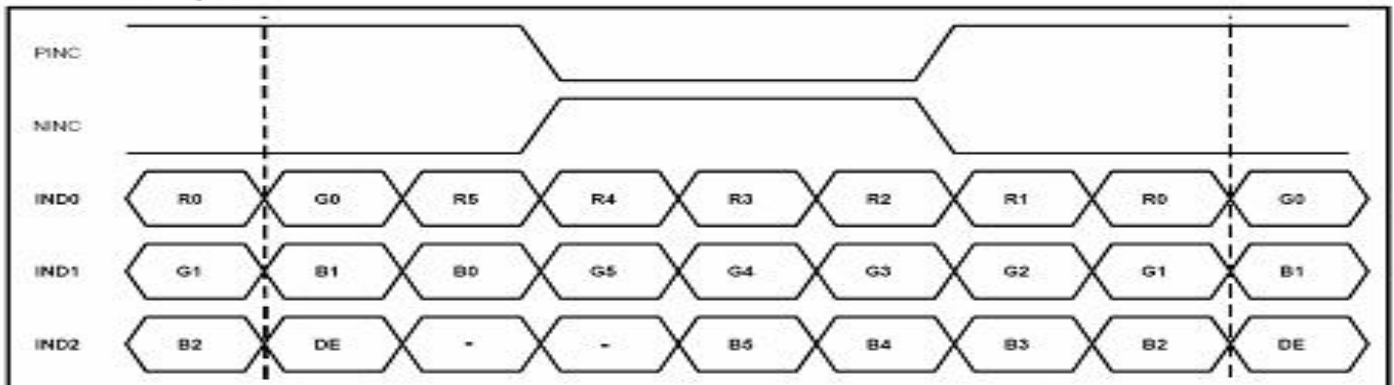 PINC
NINC
IND0 R0 G0 R5 R4 R3 R2 R1 R0 G0
IND1 G1 B1 B0 G5 G4 G3 G2 G1 B1
IND2 B2 DE - - B5 B4 B3 B2 DE